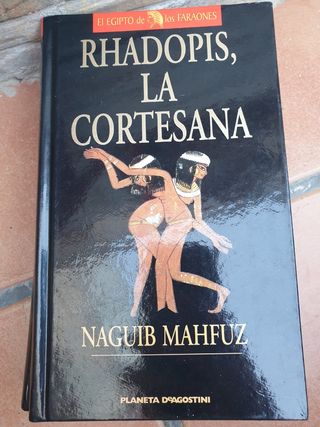 EL EGIPTO de los FARAONES
RHADOPIS,
LA
CORTESANA
NAGUIB MAHFUZ
PLANETA DEAGOSTINI